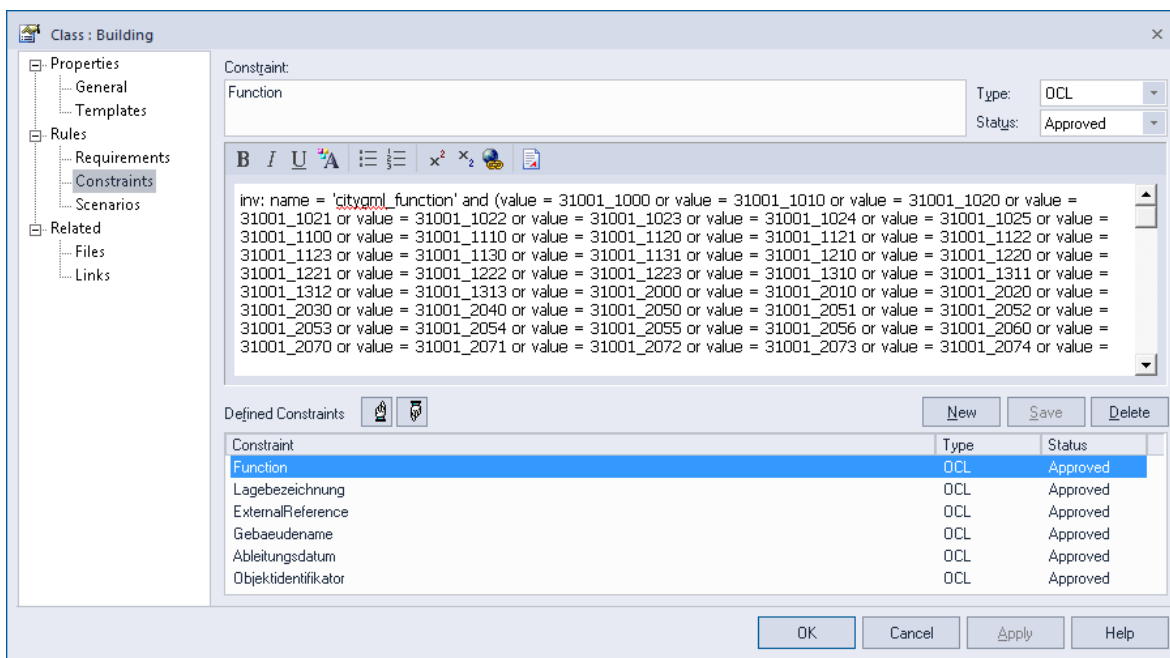 Class : Building
Properties
General
Templates
Rules
Requirements
Constraints
Scenarios
Related
Files
Links
Constraint:
Function
Type: OCL
Status: Approved
B I U A x² ×₂
inv: name = 'citygml_function' and (value = 31001_1000 or value = 31001_1010 or value = 31001_1020 or value =
31001_1021 or value = 31001_1022 or value = 31001_1023 or value = 31001_1024 or value = 31001_1025 or value =
31001_1100 or value = 31001_1110 or value = 31001_1120 or value = 31001_1121 or value = 31001_1122 or value =
31001_1123 or value = 31001_1130 or value = 31001_1131 or value = 31001_1210 or value = 31001_1220 or value =
31001_1221 or value = 31001_1222 or value = 31001_1223 or value = 31001_1310 or value = 31001_1311 or value =
31001_1312 or value = 31001_1313 or value = 31001_2000 or value = 31001_2010 or value = 31001_2020 or value =
31001_2030 or value = 31001_2040 or value = 31001_2050 or value = 31001_2051 or value = 31001_2052 or value =
31001_2053 or value = 31001_2054 or value = 31001_2055 or value = 31001_2056 or value = 31001_2060 or value =
31001_2070 or value = 31001_2071 or value = 31001_2072 or value = 31001_2073 or value = 31001_2074 or value =
Defined Constraints New Save Delete
Constraint Type Status
Function OCL Approved
Lagebezeichnung OCL Approved
ExternalReference OCL Approved
Gebaeudename OCL Approved
Ableitungsdatum OCL Approved
Objektidentifikator OCL Approved
OK Cancel Apply Help